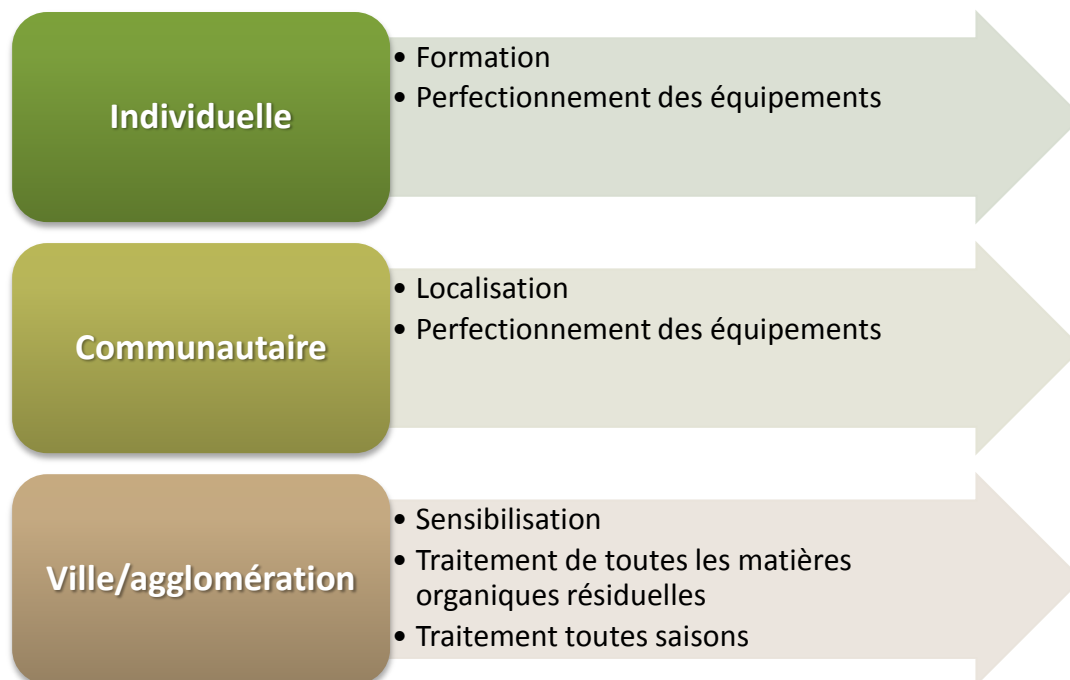 Individuelle
• Formation
• Perfectionnement des équipements
Communautaire
• Localisation
• Perfectionnement des équipements
Ville/agglomération
• Sensibilisation
• Traitement de toutes les matières
organiques résiduelles
• Traitement toutes saisons